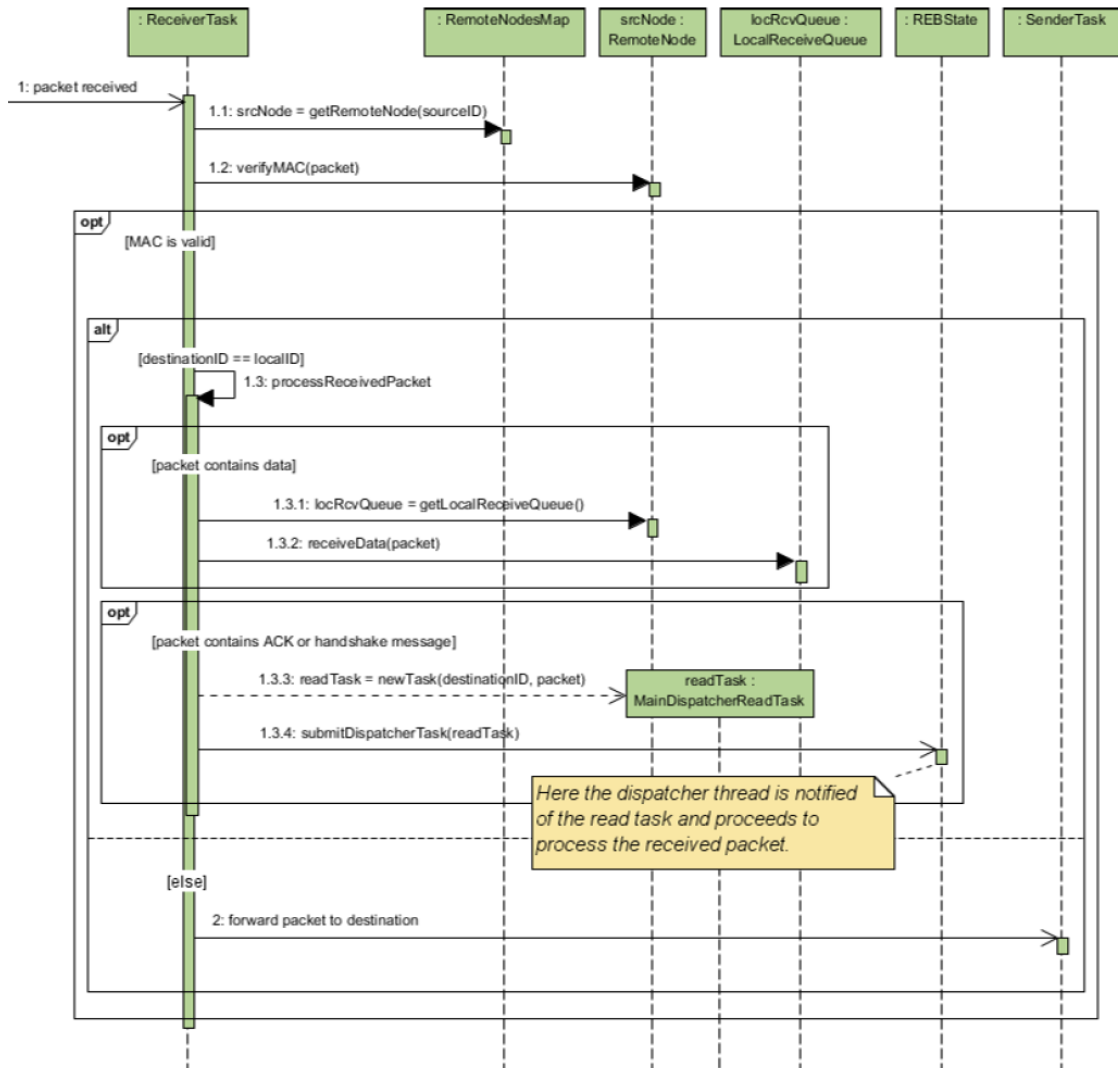 : ReceiverTask
: RemoteNodesMap
srcNode :
RemoteNode
locRcvQueue :
LocalReceiveQueue
: REBState
: SenderTask
1: packet received
1.1: srcNode = getRemoteNode(sourceID)
1.2: verifyMAC(packet)
opt
[MAC is valid]
alt
[destinationID == localID]
1.3: processReceivedPacket
opt
[packet contains data]
1.3.1: locRcvQueue = getLocalReceiveQueue()
1.3.2: receiveData(packet)
opt
[packet contains ACK or handshake message]
1.3.3: readTask = newTask(destinationID, packet)
readTask :
MainDispatcherReadTask
1.3.4: submitDispatcherTask(readTask)
Here the dispatcher thread is notified
of the read task and proceeds to
process the received packet.
[else]
2: forward packet to destination